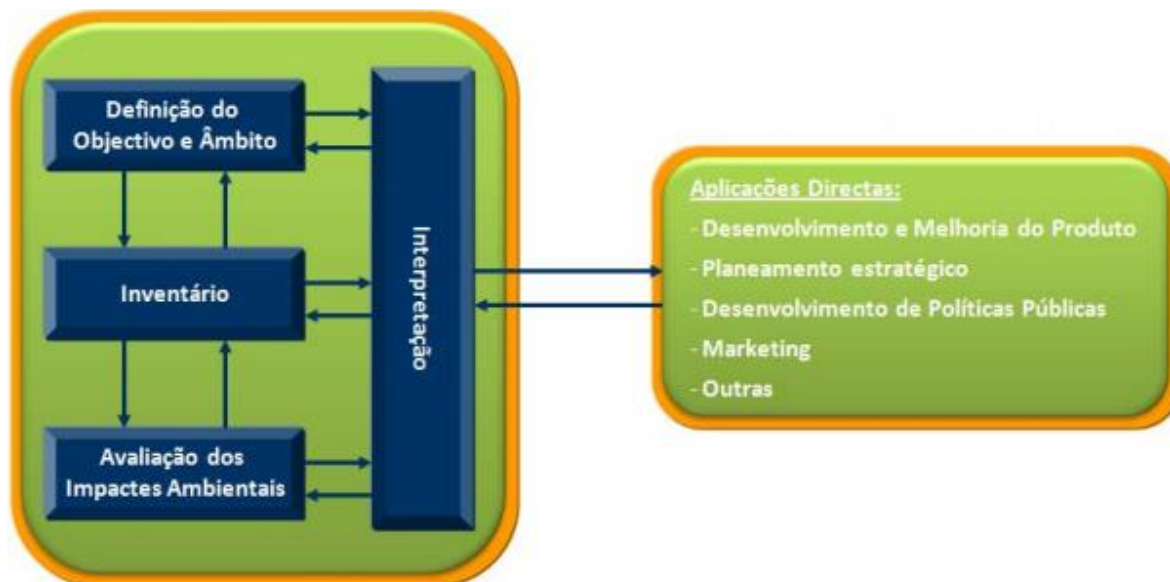 Definição do
Objectivo e Âmbito
Inventário
Avaliação dos
Impactes Ambientais
Interpretação
Aplicações Directas:
- Desenvolvimento e Melhoria do Produto
- Planeamento estratégico
- Desenvolvimento de Políticas Públicas
- Marketing
- Outras